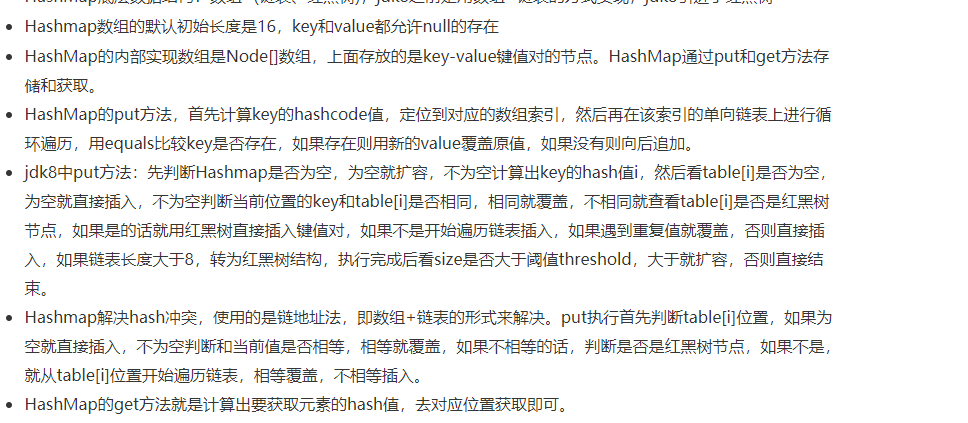 Hashmap数组的默认初始长度是16，key和value都允许null的存在
HashMap的内部实现数组是Node[]数组，上面存放的是key-value键值对的节点。HashMap通过put和get方法存
储和获取。
HashMap的put方法，首先计算key的hashcode值，定位到对应的数组索引，然后再在该索引的单向链表上进行循
环遍历，用equals比较key是否存在，如果存在则用新的value覆盖原值，如果没有则向后追加。
jdk8中put方法：先判断Hashmap是否为空，为空就扩容，不为空计算出key的hash值i，然后看table[i]是否为空，
为空就直接插入，不为空判断当前位置的key和table[i]是否相同，相同就覆盖，不相同就查看table[i]是否是红黑树
节点，如果是的话就用红黑树直接插入键值对，如果不是开始遍历链表插入，如果遇到重复值就覆盖，否则直接插
入，如果链表长度大于8，转为红黑树结构，执行完成后看size是否大于阈值threshold，大于就扩容，否则直接结
束。
Hashmap解决hash冲突，使用的是链地址法，即数组+链表的形式来解决。put执行首先判断table[i]位置，如果为
空就直接插入，不为空判断和当前值是否相等，相等就覆盖，如果不相等的话，判断是否是红黑树节点，如果不是，
就从table[i]位置开始遍历链表，相等覆盖，不相等插入。
HashMap的get方法就是计算出要获取元素的hash值，去对应位置获取即可。